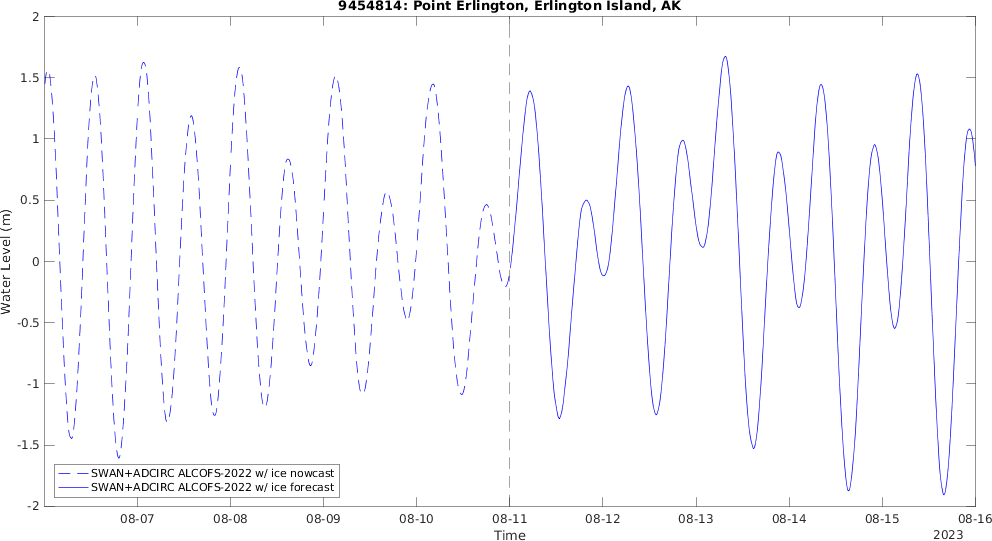 9454814: Point Erlington, Erlington Island, AK
2
1.5
1
0.5
0
-0.5
-1
-1.5
-2
Water Level (m)
SWAN+ADCIRC ALCOFS-2022 w/ ice nowcast
SWAN+ADCIRC ALCOFS-2022 w/ ice forecast
08-07 08-08 08-09 08-10 08-11 08-12 08-13 08-14 08-15 08-16
Time
2023